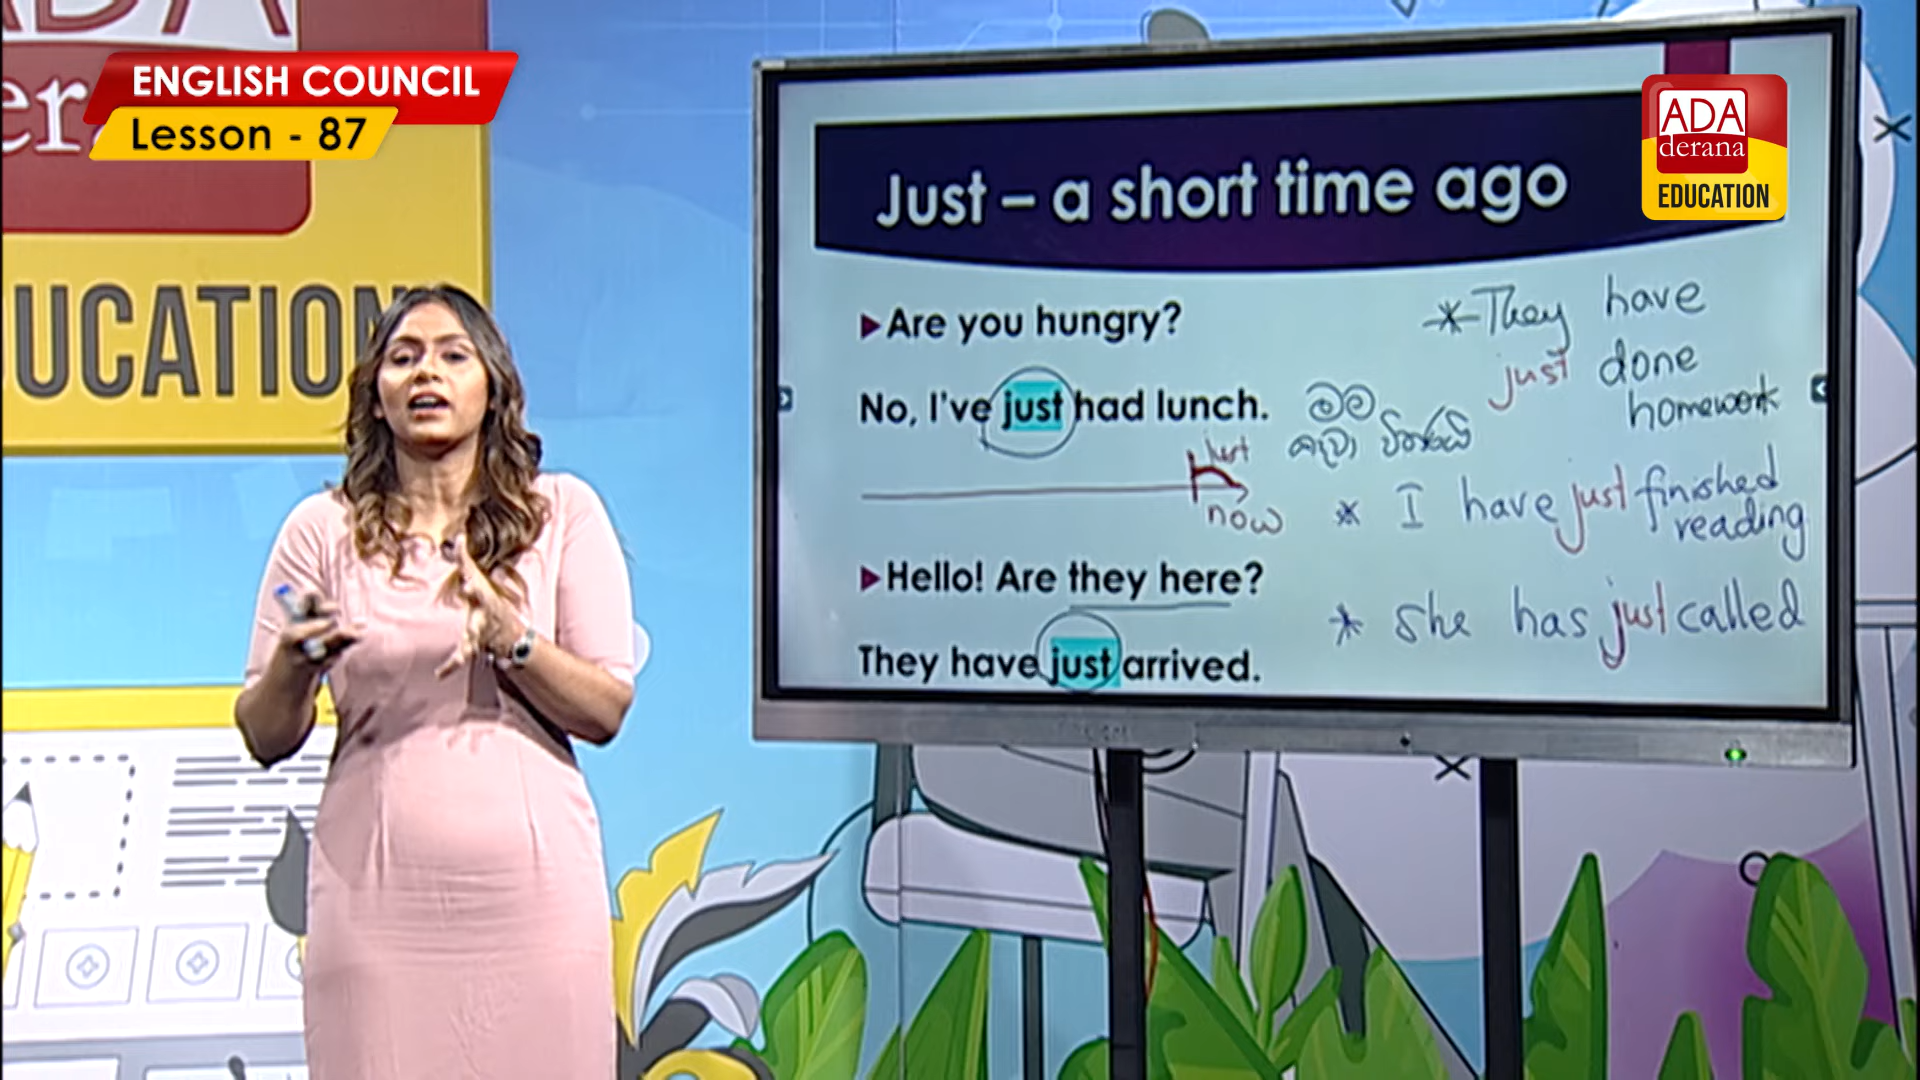 ADA
ENGLISH COUNCIL
Lesson - 87
UCATION
ADA
derana
EDUCATION
Just – a short time ago
Are you hungry?
No, I've just had lunch.
මම
කෑවා විතරයි
just
now
Hello! Are they here?
They have just arrived.
* They have
just done
homework
* I have just finished
reading
* She has just called